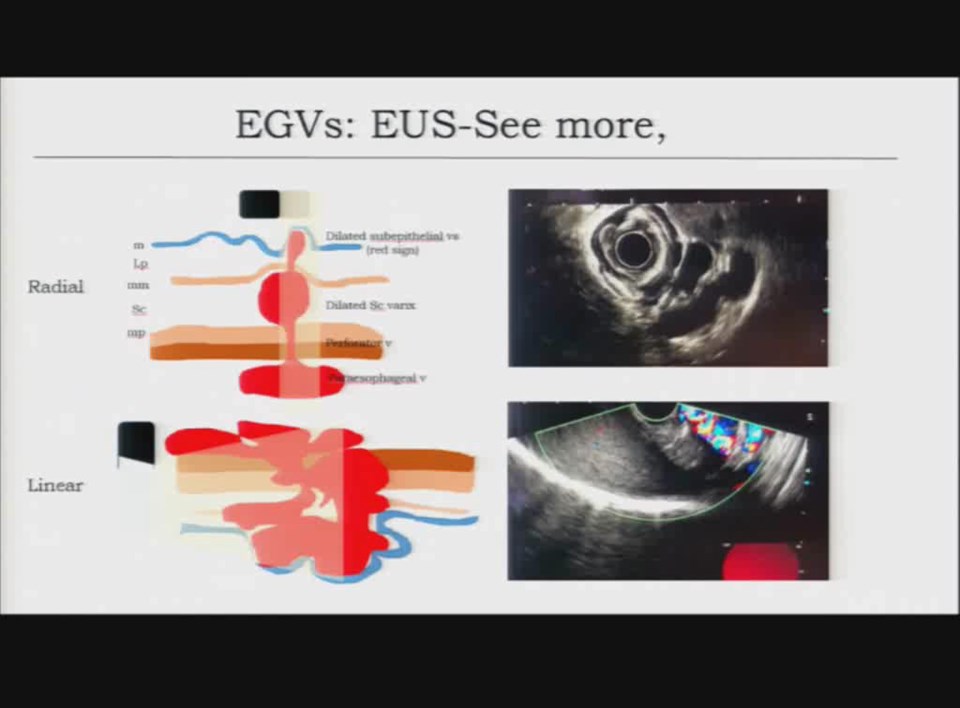 EGVs: EUS-See more,
Radial
m
Lp
mm
Sc
mp
Dilated subepithelial vs
(red sign)
Dilated Sc varix
Perforator v
Paraesophageal v
Linear